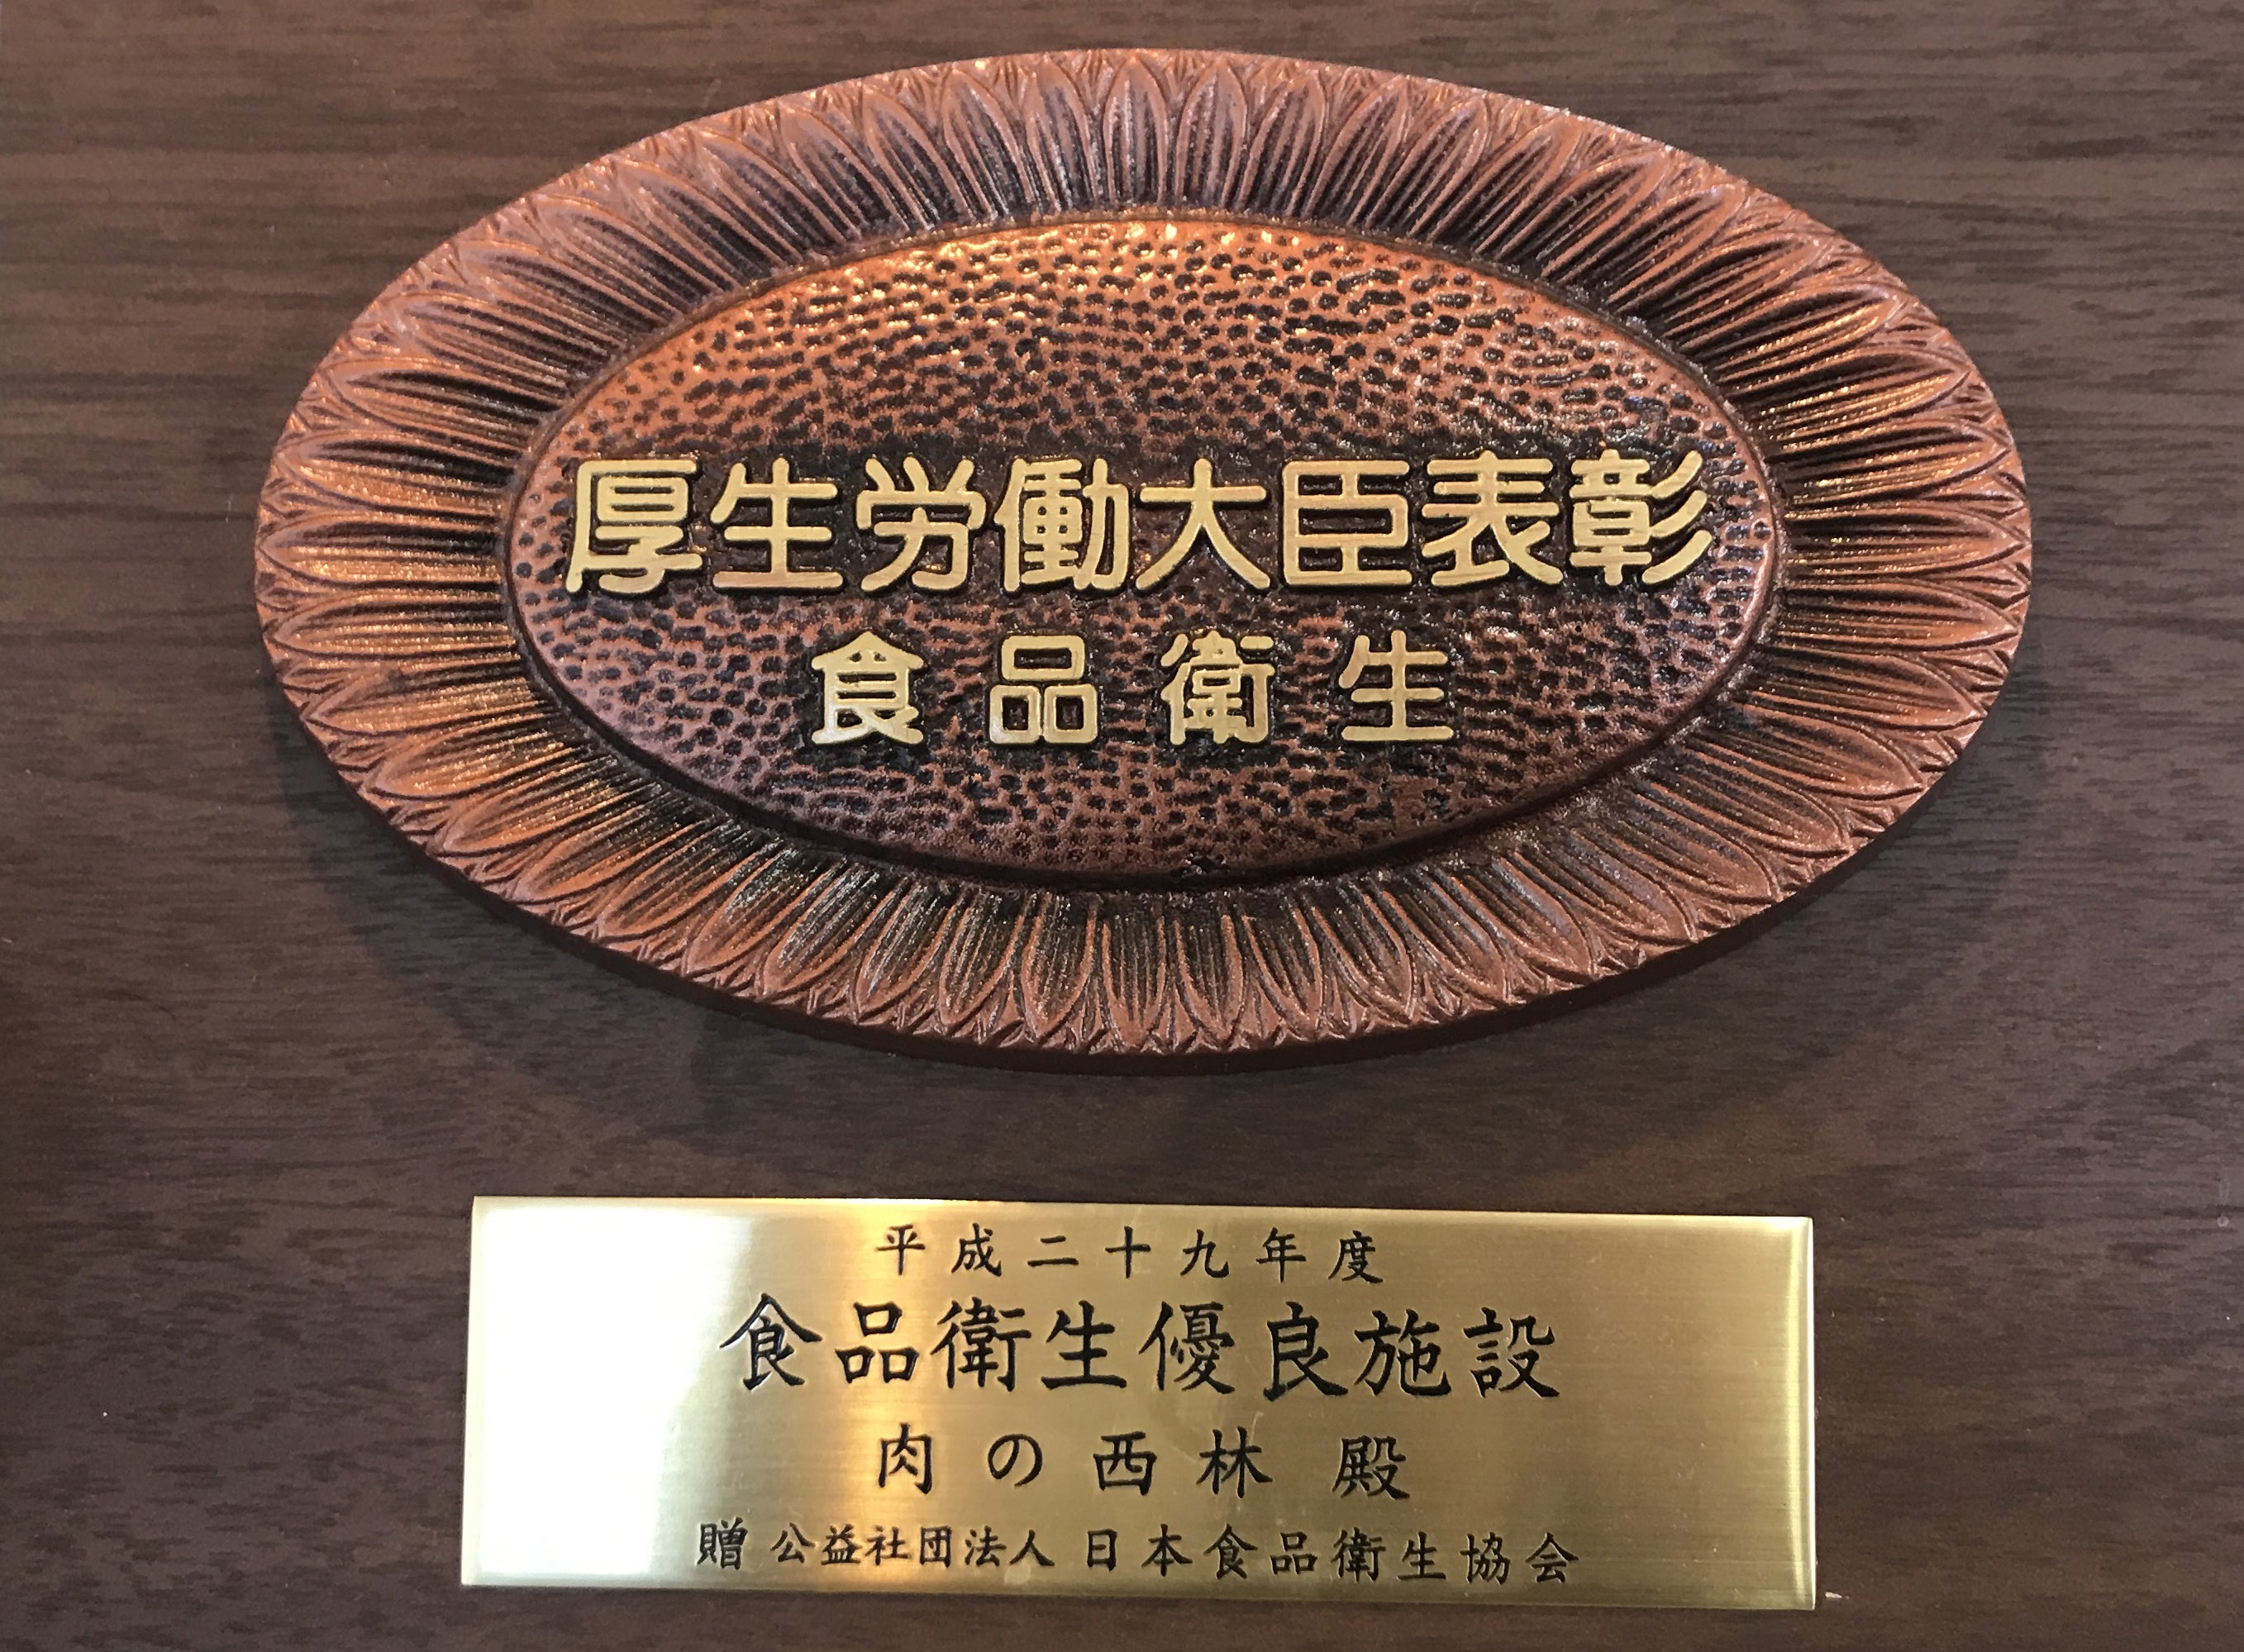 厚生労働大臣表彰
食品衛生
平成二十九年度
食品衛生優良施設
肉の西林 殿
贈 公益社団法人 日本食品衛生協会